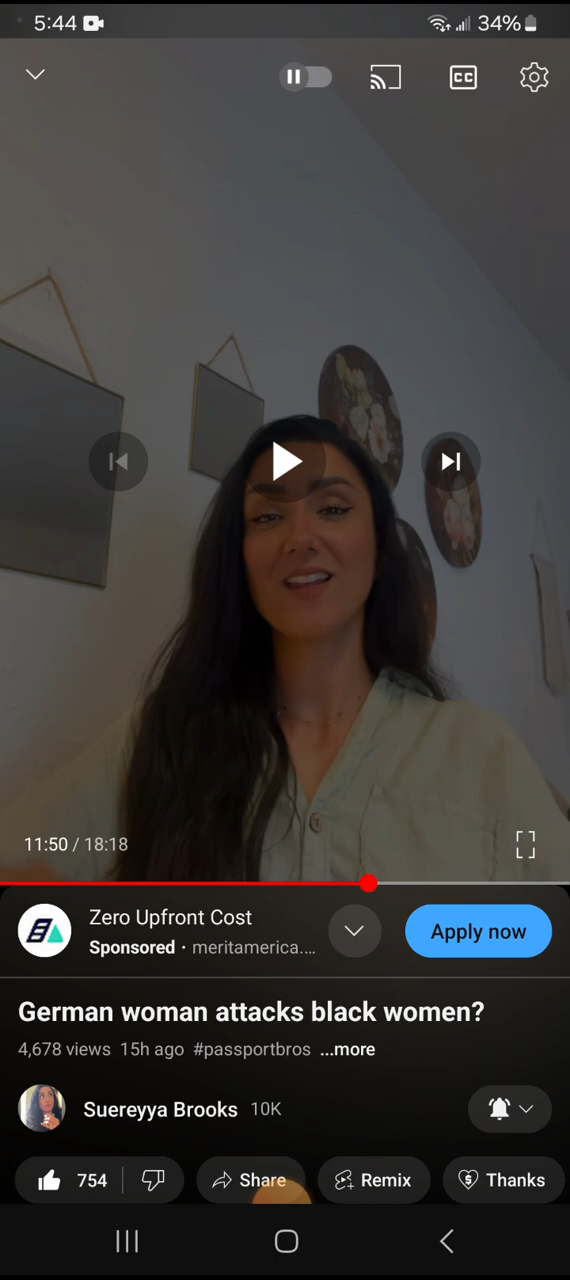 5:44
34%
CC
11:50 / 18:18
Zero Upfront Cost
Sponsored · meritamerica....
Apply now
German woman attacks black women?
4,678 views 15h ago #passportbros ...more
Suereyya Brooks 10K
754 Share Remix Thanks